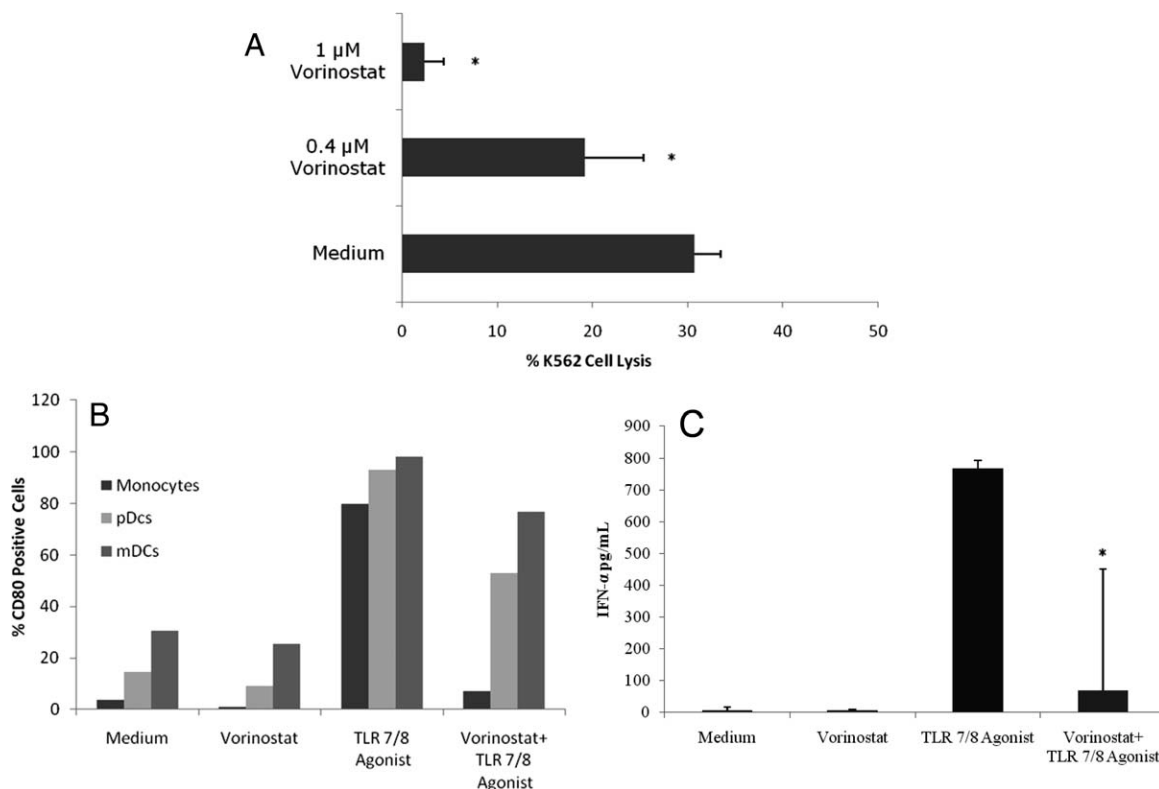 A
1 µM
Vorinostat
*
0.4 µM
Vorinostat
*
Medium
0 10 20 30 40 50
% K562 Cell Lysis
B
% CD80 Positive Cells
120
100
80
60
40
20
0
Monocytes
pDcs
mDCs
Medium Vorinostat TLR 7/8 Agonist Vorinostat+ TLR 7/8 Agonist
C
IFN-α pg/mL
900
800
700
600
500
400
300
200
100
0
*
Medium Vorinostat TLR 7/8 Agonist Vorinostat+ TLR 7/8 Agonist